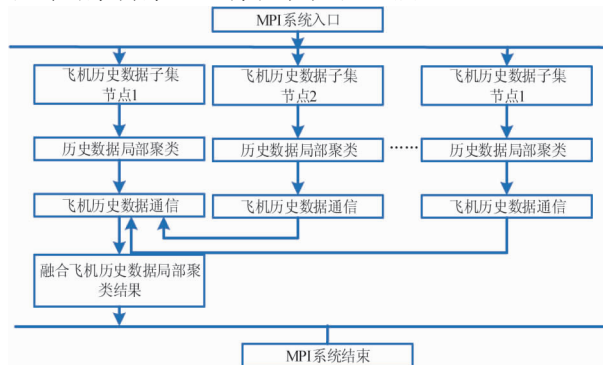 MPI系统入口
飞机历史数据子集
节点1
飞机历史数据子集
节点2
飞机历史数据子集
节点1
历史数据局部聚类
历史数据局部聚类
……
历史数据局部聚类
飞机历史数据通信
飞机历史数据通信
飞机历史数据通信
融合飞机历史数据局部聚
类结果
MPI系统结束